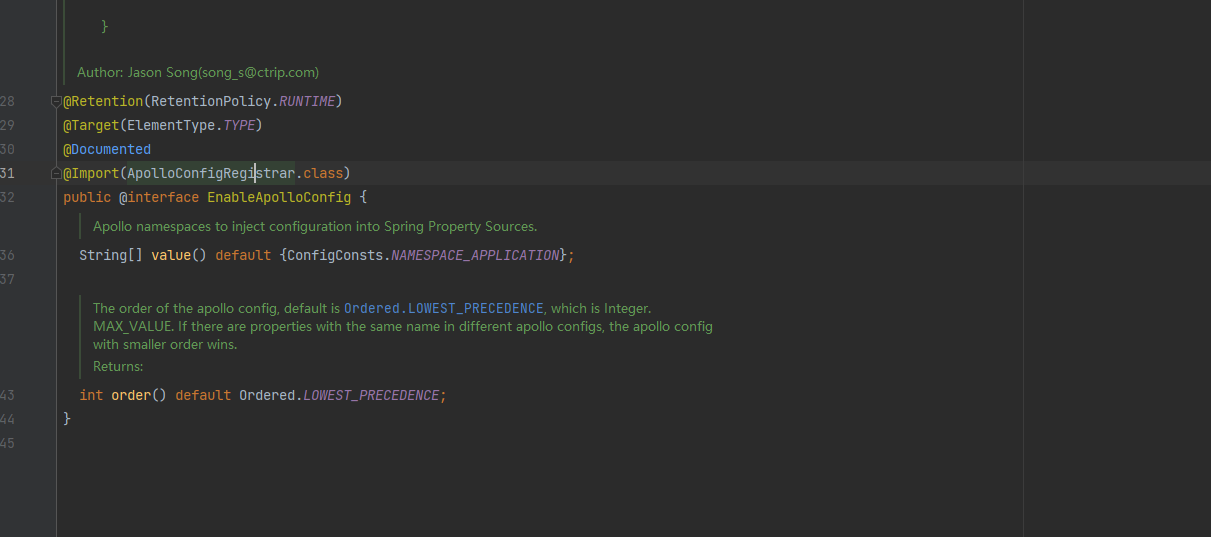 }
Author: Jason Song(song_s@ctrip.com)
28 @Retention(RetentionPolicy.RUNTIME)
29 @Target(ElementType.TYPE)
30 @Documented
31 @Import(ApolloConfigRegistrar.class)
32 public @interface EnableApolloConfig {
Apollo namespaces to inject configuration into Spring Property Sources.
36 String[] value() default {ConfigConsts.NAMESPACE_APPLICATION};
37
The order of the apollo config, default is Ordered.LOWEST_PRECEDENCE, which is Integer.
MAX_VALUE. If there are properties with the same name in different apollo configs, the apollo config
with smaller order wins.
Returns:
43 int order() default Ordered.LOWEST_PRECEDENCE;
44 }
45